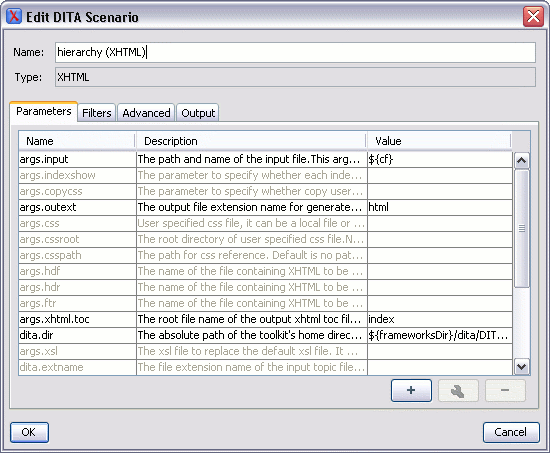 Edit DITA Scenario
Name: hierarchy (XHTML)
Type: XHTML
Parameters Filters Advanced Output
Name Description Value
args.input The path and name of the input file.This arg... ${cf}
args.indexshow The parameter to specify whether each inde...
args.copycss The parameter to specify whether copy user...
args.outext The output file extension name for generate... html
args.css User specified css file, it can be a local file or ...
args.cssroot The root directory of user specified css file.N...
args.csspath The path for css reference. Default is no pat...
args.hdf The name of the file containing XHTML to be ...
args.hdr The name of the file containing XHTML to be ...
args.ftr The name of the file containing XHTML to be ...
args.xhtml.toc The root file name of the output xhtml toc fil... index
dita.dir The absolute path of the toolkit's home direc... ${frameworksDir}/dita/DIT...
args.xsl The xsl file to replace the default xsl file. It ...
dita.extname The file extension name of the input topic file...
+ −
OK Cancel